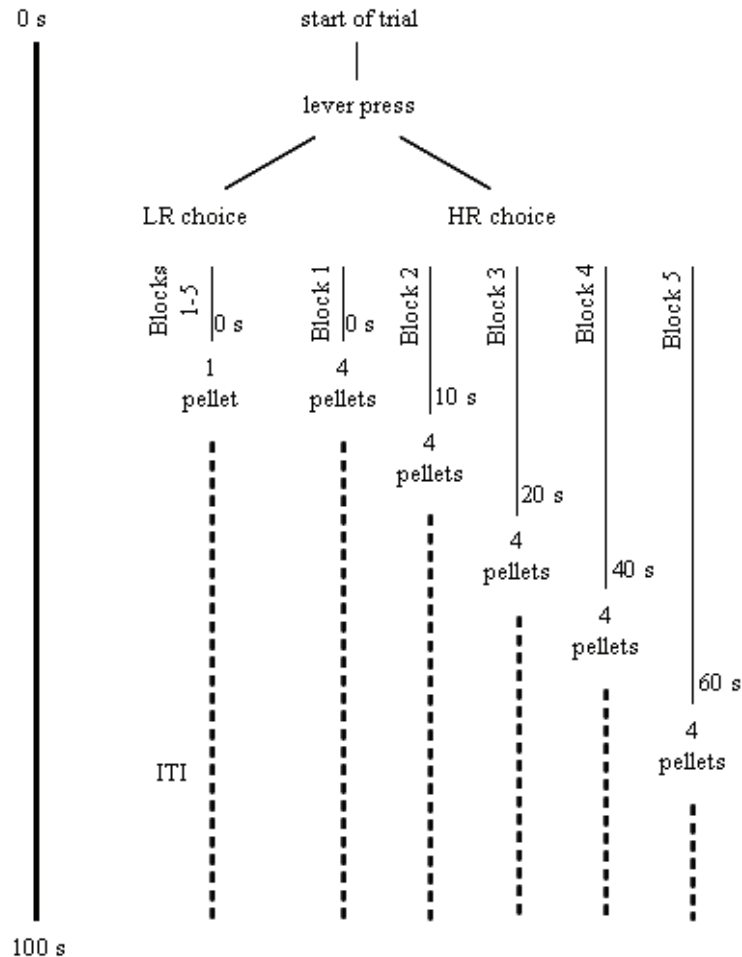 0 s
start of trial
lever press
LR choice
HR choice
Blocks
1-5
0 s
1
pellet
Block 1
0 s
4
pellets
Block 2
10 s
4
pellets
Block 3
20 s
4
pellets
Block 4
40 s
4
pellets
Block 5
60 s
4
pellets
ITI
100 s